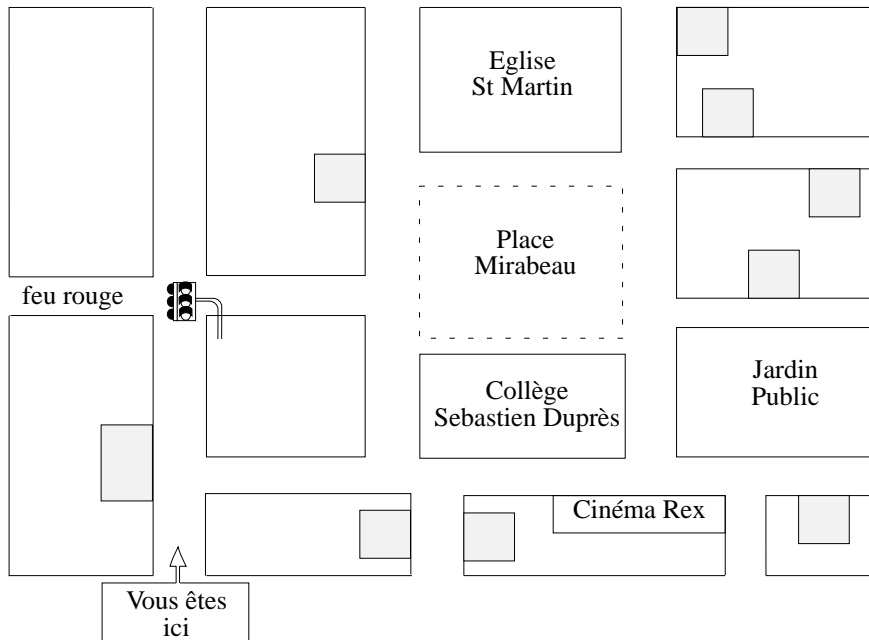 Eglise
St Martin
Place
Mirabeau
feu rouge
Collège
Sebastien Duprès
Jardin
Public
Cinéma Rex
Vous êtes
ici